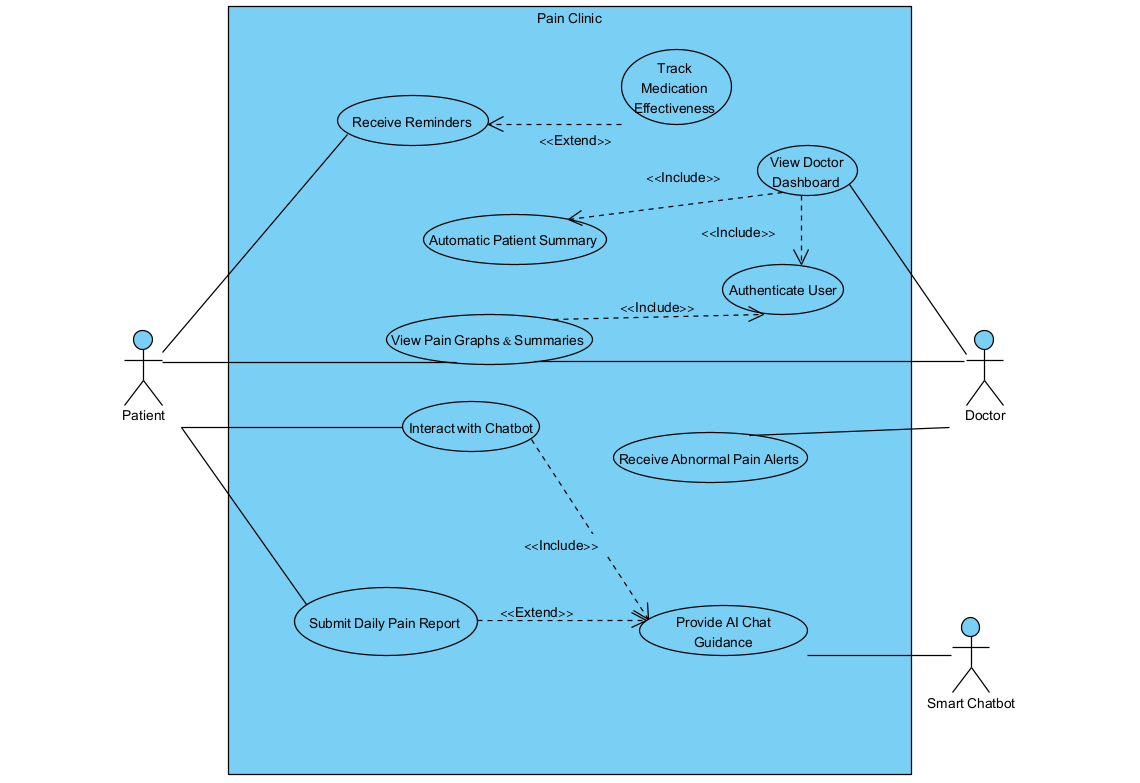 Pain Clinic
Track
Medication
Effectiveness
Receive Reminders
<<Extend>>
View Doctor
Dashboard
<<Include>>
<<Include>>
Automatic Patient Summary
Authenticate User
<<Include>>
View Pain Graphs & Summaries
Patient
Doctor
Interact with Chatbot
Receive Abnormal Pain Alerts
<<Include>>
<<Extend>>
Submit Daily Pain Report
Provide AI Chat
Guidance
Smart Chatbot